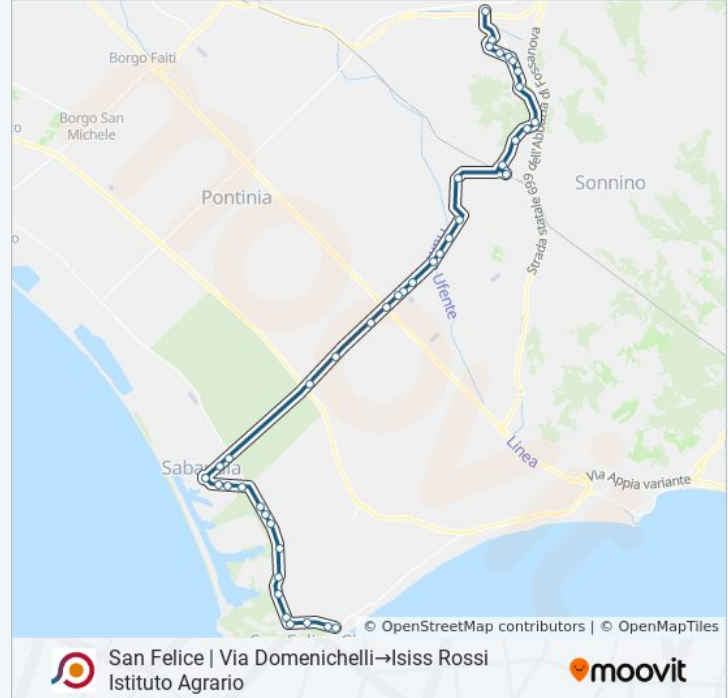 Borgo Faiti
Borgo San
Michele
Pontinia
Sonnino
Strada statale 699 dell'Abbazia di Fossanova
Ufente
Linea
Sabaudia
Via Appia variante
© OpenStreetMap contributors | © OpenMapTiles
San Felice | Via Domenichelli→Isiss Rossi
Istituto Agrario
moovit